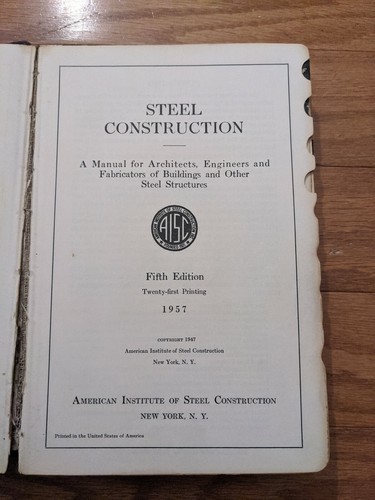 STEEL
CONSTRUCTION
A Manual for Architects, Engineers and
Fabricators of Buildings and Other
Steel Structures
AISC
Fifth Edition
Twenty-first Printing
1957
COPYRIGHT 1947
American Institute of Steel Construction
New York, N. Y.
AMERICAN INSTITUTE OF STEEL CONSTRUCTION
NEW YORK, N. Y.
Printed in the United States of America